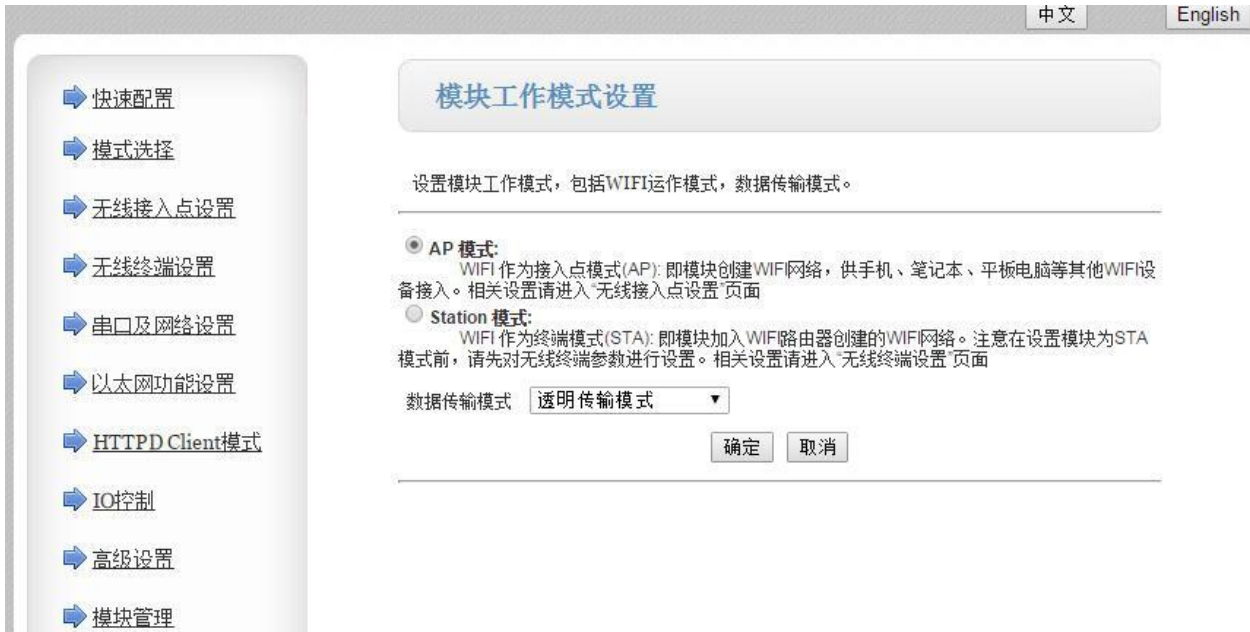 中文
English
快速配置
模式选择
无线接入点设置
无线终端设置
串口及网络设置
以太网功能设置
HTTPD Client模式
IO控制
高级设置
模块管理
模块工作模式设置
设置模块工作模式，包括WIFI运作模式，数据传输模式。
AP 模式:
WIFI 作为接入点模式(AP): 即模块创建WIFI网络，供手机、笔记本、平板电脑等其他WIFI设
备接入。相关设置请进入“无线接入点设置”页面
Station 模式:
WIFI 作为终端模式(STA): 即模块加入WIFI路由器创建的WIFI网络。注意在设置模块为STA
模式前，请先对无线终端参数进行设置。相关设置请进入“无线终端设置”页面
数据传输模式 透明传输模式
确定 取消